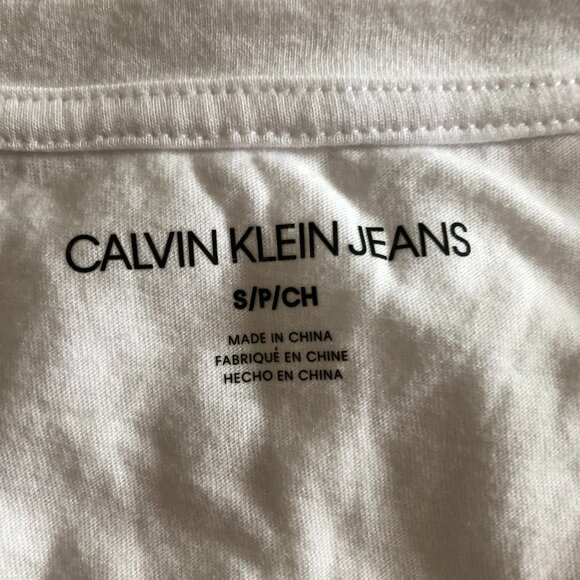 CALVIN KLEIN JEANS
S/P/CH
MADE IN CHINA
FABRIQUÉ EN CHINE
HECHO EN CHINA